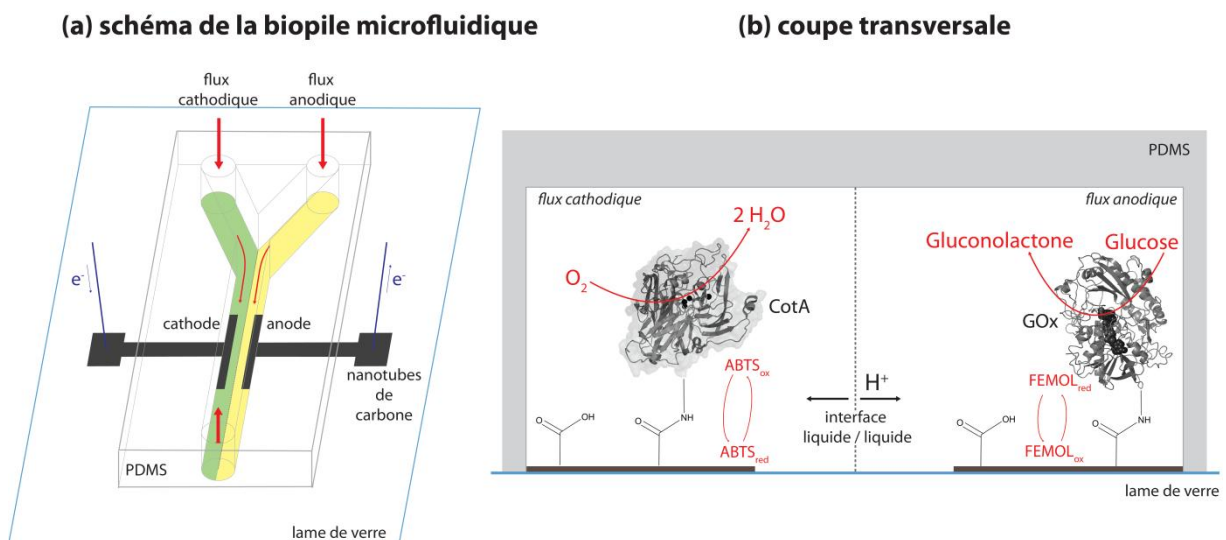 (a) schéma de la biopile microfluidique
flux
cathodique
flux
anodique
e-
e-
cathode
anode
nanotubes
de
carbone
PDMS
lame de verre
(b) coupe transversale
PDMS
flux cathodique
flux anodique
2 H2O
O2
CotA
Gluconolactone
Glucose
GOx
ABTSox
ABTSred
H+
interface
liquide / liquide
FEMOLred
FEMOLox
O
OH
O
NH
O
OH
O
NH
O
lame de verre